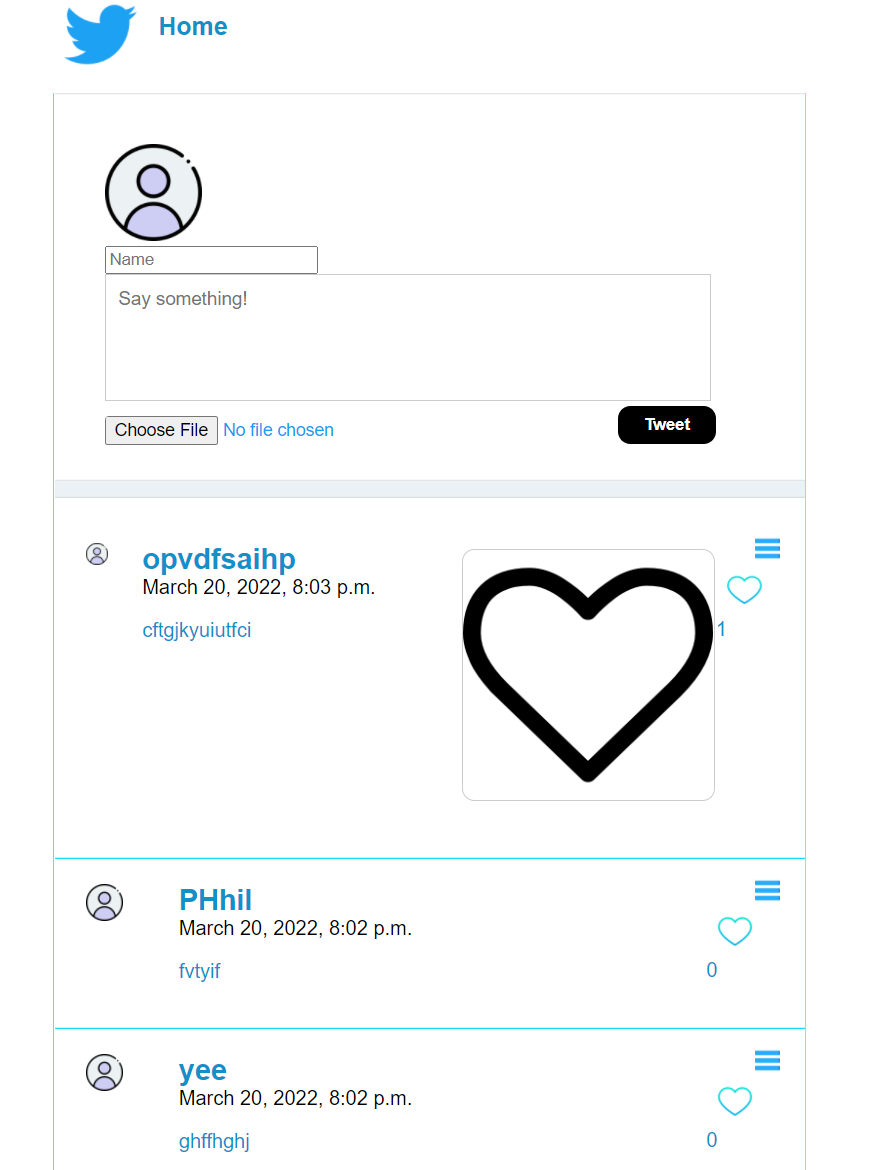 Home
Name
Say something!
Choose File No file chosen
Tweet
opvdfsaihp
March 20, 2022, 8:03 p.m.
cftgjkyuiutfci
1
PHhil
March 20, 2022, 8:02 p.m.
fvtyif
0
yee
March 20, 2022, 8:02 p.m.
ghffhghj
0